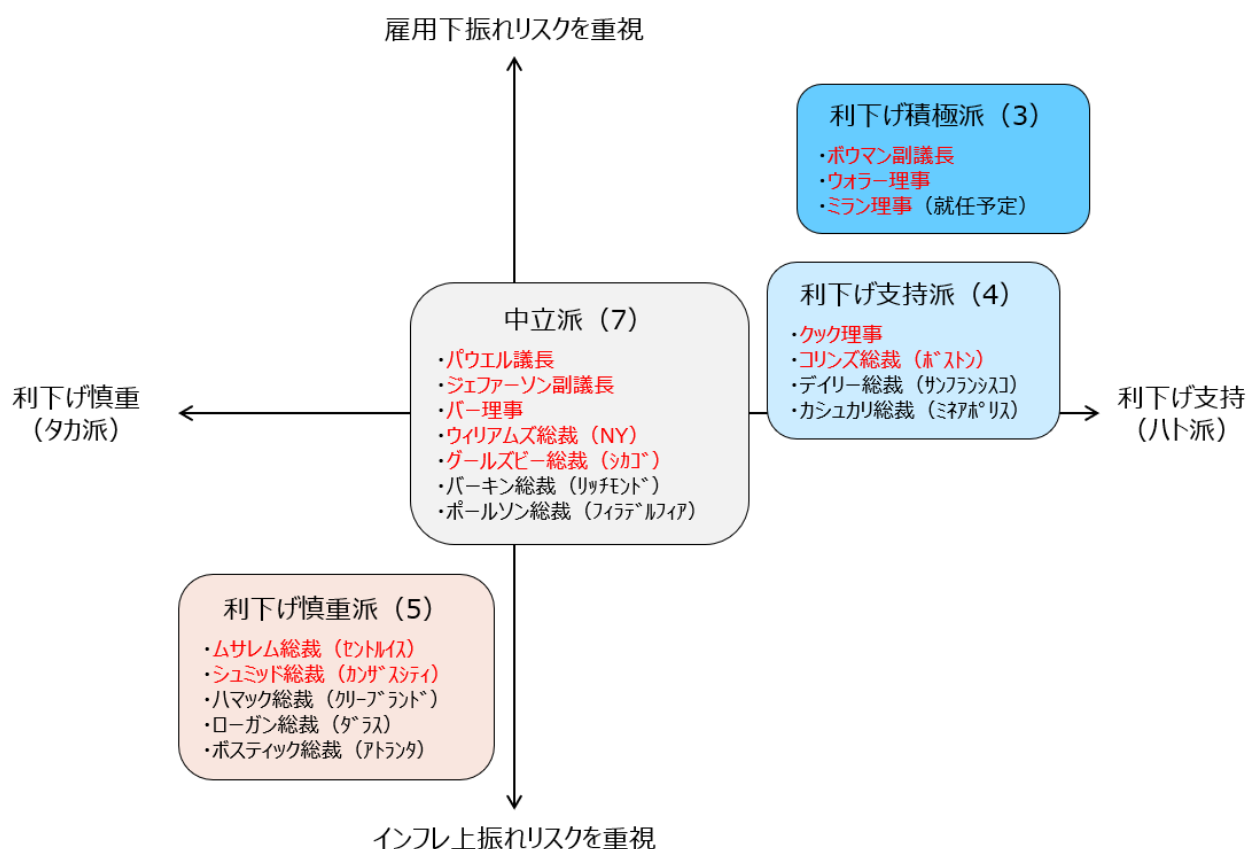 雇用下振れリスクを重視
利下げ積極派（3）
・ボウマン副議長
・ウォラー理事
・ミラン理事（就任予定）
利下げ支持派（4）
・クック理事
・コリンズ総裁（ﾎﾞｽﾄﾝ）
・デイリー総裁（ｻﾝﾌﾗﾝｼｽｺ）
・カシュカリ総裁（ﾐﾈｱﾎﾟﾘｽ）
中立派（7）
・パウエル議長
・ジェファーソン副議長
・バー理事
・ウィリアムズ総裁（NY）
・グールズビー総裁（ｼｶｺﾞ）
・バーキン総裁（ﾘｯﾁﾓﾝﾄﾞ）
・ポールソン総裁（ﾌｨﾗﾃﾞﾙﾌｨｱ）
利下げ慎重
（タカ派）
利下げ支持
（ハト派）
利下げ慎重派（5）
・ムサレム総裁（ｾﾝﾄﾙｲｽ）
・シュミッド総裁（ｶﾝｻﾞｽｼﾃｨ）
・ハマック総裁（ｸﾘｰﾌﾞﾗﾝﾄﾞ）
・ローガン総裁（ﾀﾞﾗｽ）
・ボスティック総裁（ｱﾄﾗﾝﾀ）
インフレ上振れリスクを重視